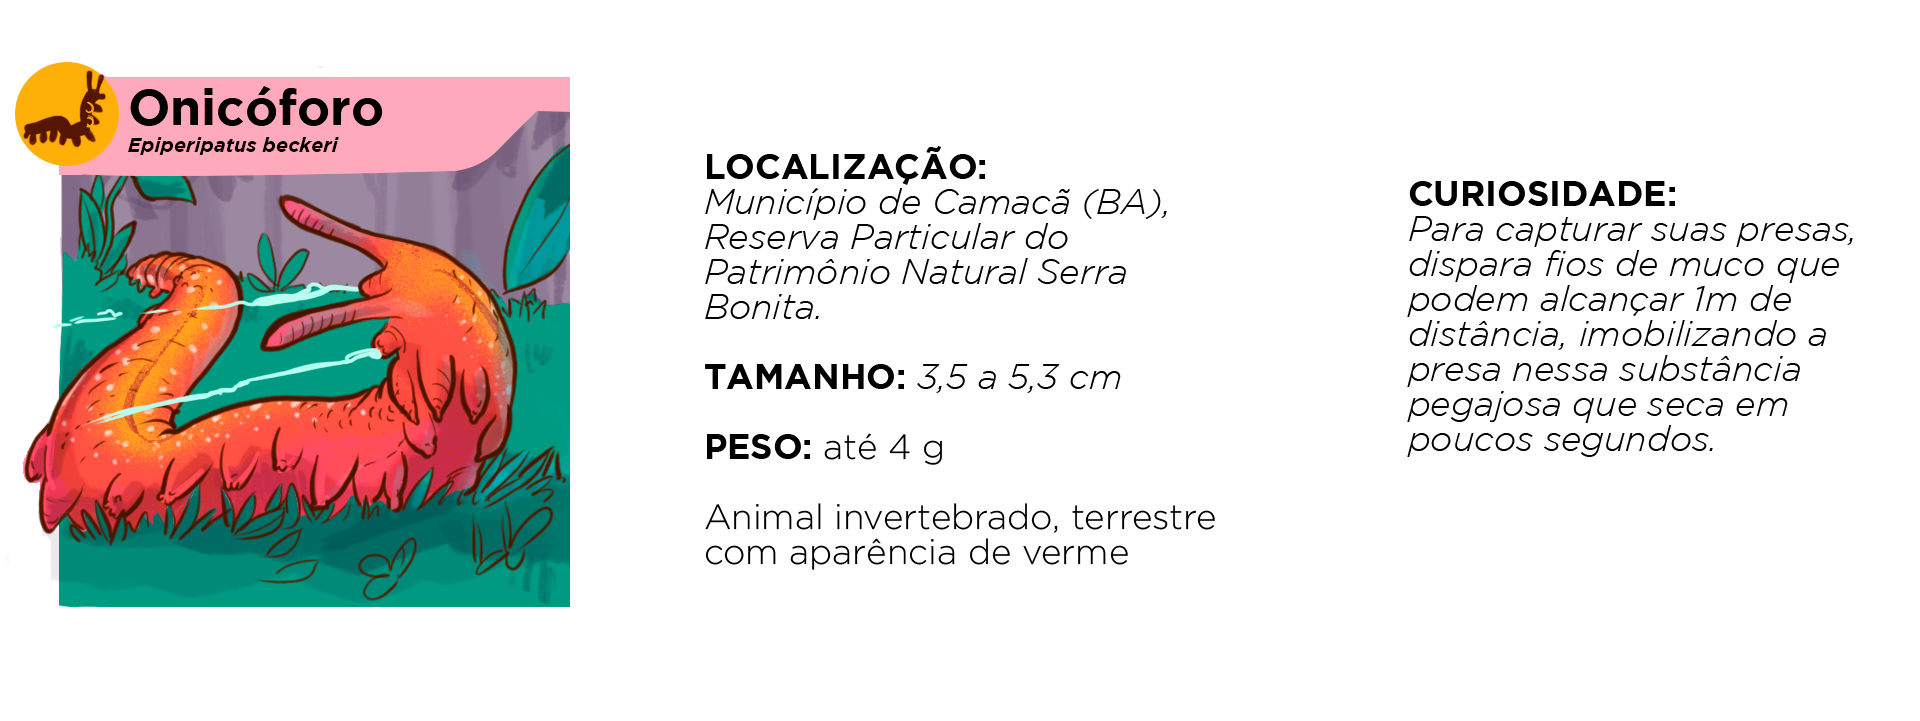 Onicóforo
Epiperipatus beckeri
LOCALIZAÇÃO:
Município de Camacã (BA),
Reserva Particular do
Patrimônio Natural Serra
Bonita.
TAMANHO: 3,5 a 5,3 cm
PESO: até 4 g
Animal invertebrado, terrestre
com aparência de verme
CURIOSIDADE:
Para capturar suas presas,
dispara fios de muco que
podem alcançar 1m de
distância, imobilizando a
presa nessa substância
pegajosa que seca em
poucos segundos.